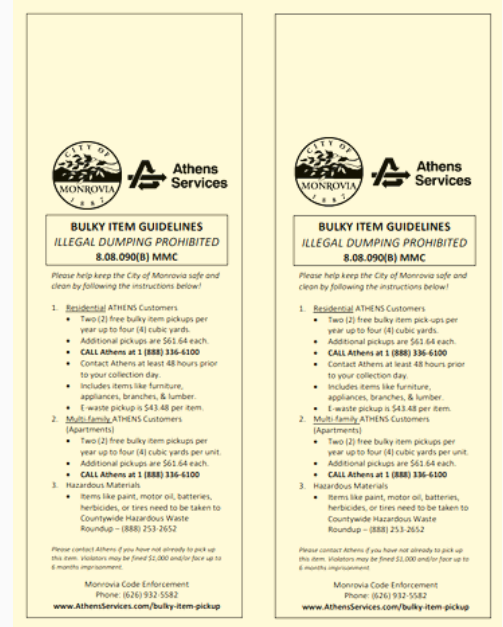 CITY OF
MONROVIA
1887
Athens
Services
BULKY ITEM GUIDELINES
ILLEGAL DUMPING PROHIBITED
8.08.090(B) MMC
Please help keep the City of Monrovia safe and
clean by following the instructions below!
1. Residential ATHENS Customers
• Two (2) free bulky item pickups per
year up to four (4) cubic yards.
• Additional pickups are $61.64 each.
• CALL Athens at 1 (888) 336-6100
• Contact Athens at least 48 hours prior
to your collection day.
• Includes items like furniture,
appliances, branches, & lumber.
• E-waste pickup is $43.48 per item.
2. Multi-family ATHENS Customers
(Apartments)
• Two (2) free bulky item pickups per
year up to four (4) cubic yards per unit.
• Additional pickups are $61.64 each.
• CALL Athens at 1 (888) 336-6100
3. Hazardous Materials
• Items like paint, motor oil, batteries,
herbicides, or tires need to be taken to
Countywide Hazardous Waste
Roundup – (888) 253-2652
Please contact Athens if you have not already to pick up
this item. Violators may be fined $1,000 and/or face up to
6 months imprisonment.
Monrovia Code Enforcement
Phone: (626) 932-5582
www.AthensServices.com/bulky-item-pickup
CITY OF
MONROVIA
1887
Athens
Services
BULKY ITEM GUIDELINES
ILLEGAL DUMPING PROHIBITED
8.08.090(B) MMC
Please help keep the City of Monrovia safe and
clean by following the instructions below!
1. Residential ATHENS Customers
• Two (2) free bulky item pick-ups per
year up to four (4) cubic yards.
• Additional pickups are $61.64 each.
• CALL Athens at 1 (888) 336-6100
• Contact Athens at least 48 hours prior
to your collection day.
• Includes items like furniture,
appliances, branches, & lumber.
• E-waste pickup is $43.48 per item.
2. Multi-family ATHENS Customers
(Apartments)
• Two (2) free bulky item pickups per
year up to four (4) cubic yards per unit.
• Additional pickups are $61.64 each.
• CALL Athens at 1 (888) 336-6100
3. Hazardous Materials
• Items like paint, motor oil, batteries,
herbicides, or tires need to be taken to
Countywide Hazardous Waste
Roundup – (888) 253-2652
Please contact Athens if you have not already to pick up
this item. Violators may be fined $1,000 and/or face up to
6 months imprisonment.
Monrovia Code Enforcement
Phone: (626) 932-5582
www.AthensServices.com/bulky-item-pickup